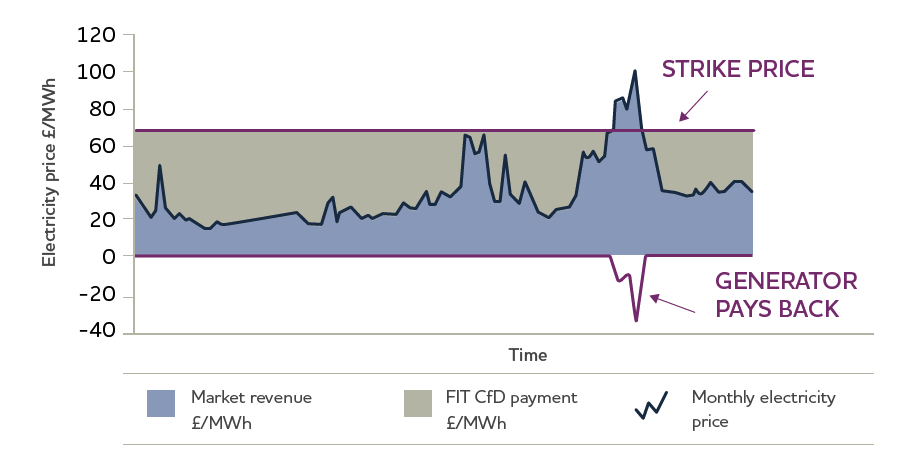 120
100
80
60
40
20
0
-20
-40
Electricity price £/MWh
STRIKE PRICE
GENERATOR
PAYS BACK
Time
Market revenue
£/MWh
FIT CfD payment
£/MWh
Monthly electricity
price